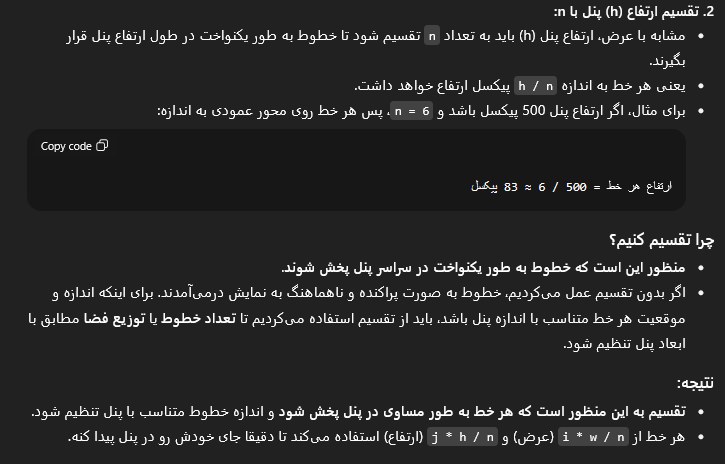 2. تقسیم ارتفاع (h) پنل با n:
مشابه با عرض، ارتفاع پنل (h) باید به تعداد n تقسیم شود تا خطوط به طور یکنواخت در طول ارتفاع پنل قرار
بگیرند.
یعنی هر خط به اندازه h / n پیکسل ارتفاع خواهد داشت.
برای مثال، اگر ارتفاع پنل 500 پیکسل باشد و n = 6، پس هر خط روی محور عمودی به اندازه:
Copy code
ارتفاع هر خط = 500 / 6 ≈ 83 پیکسل
چرا تقسیم کنیم؟
منظور این است که خطوط به طور یکنواخت در سراسر پنل پخش شوند.
اگر بدون تقسیم عمل می‌کردیم، خطوط به صورت پراکنده و ناهماهنگ به نمایش درمی‌آمدند. برای اینکه اندازه و
موقعیت هر خط متناسب با اندازه پنل باشد، باید از تقسیم استفاده می‌کردیم تا تعداد خطوط یا توزیع فضا مطابق با
ابعاد پنل تنظیم شود.
نتیجه:
تقسیم به این منظور است که هر خط به طور مساوی در پنل پخش شود و اندازه خطوط متناسب با پنل تنظیم شود.
هر خط از i * w / n (عرض) و j * h / n (ارتفاع) استفاده می‌کند تا دقیقا جای خودش رو در پنل پیدا کنه.